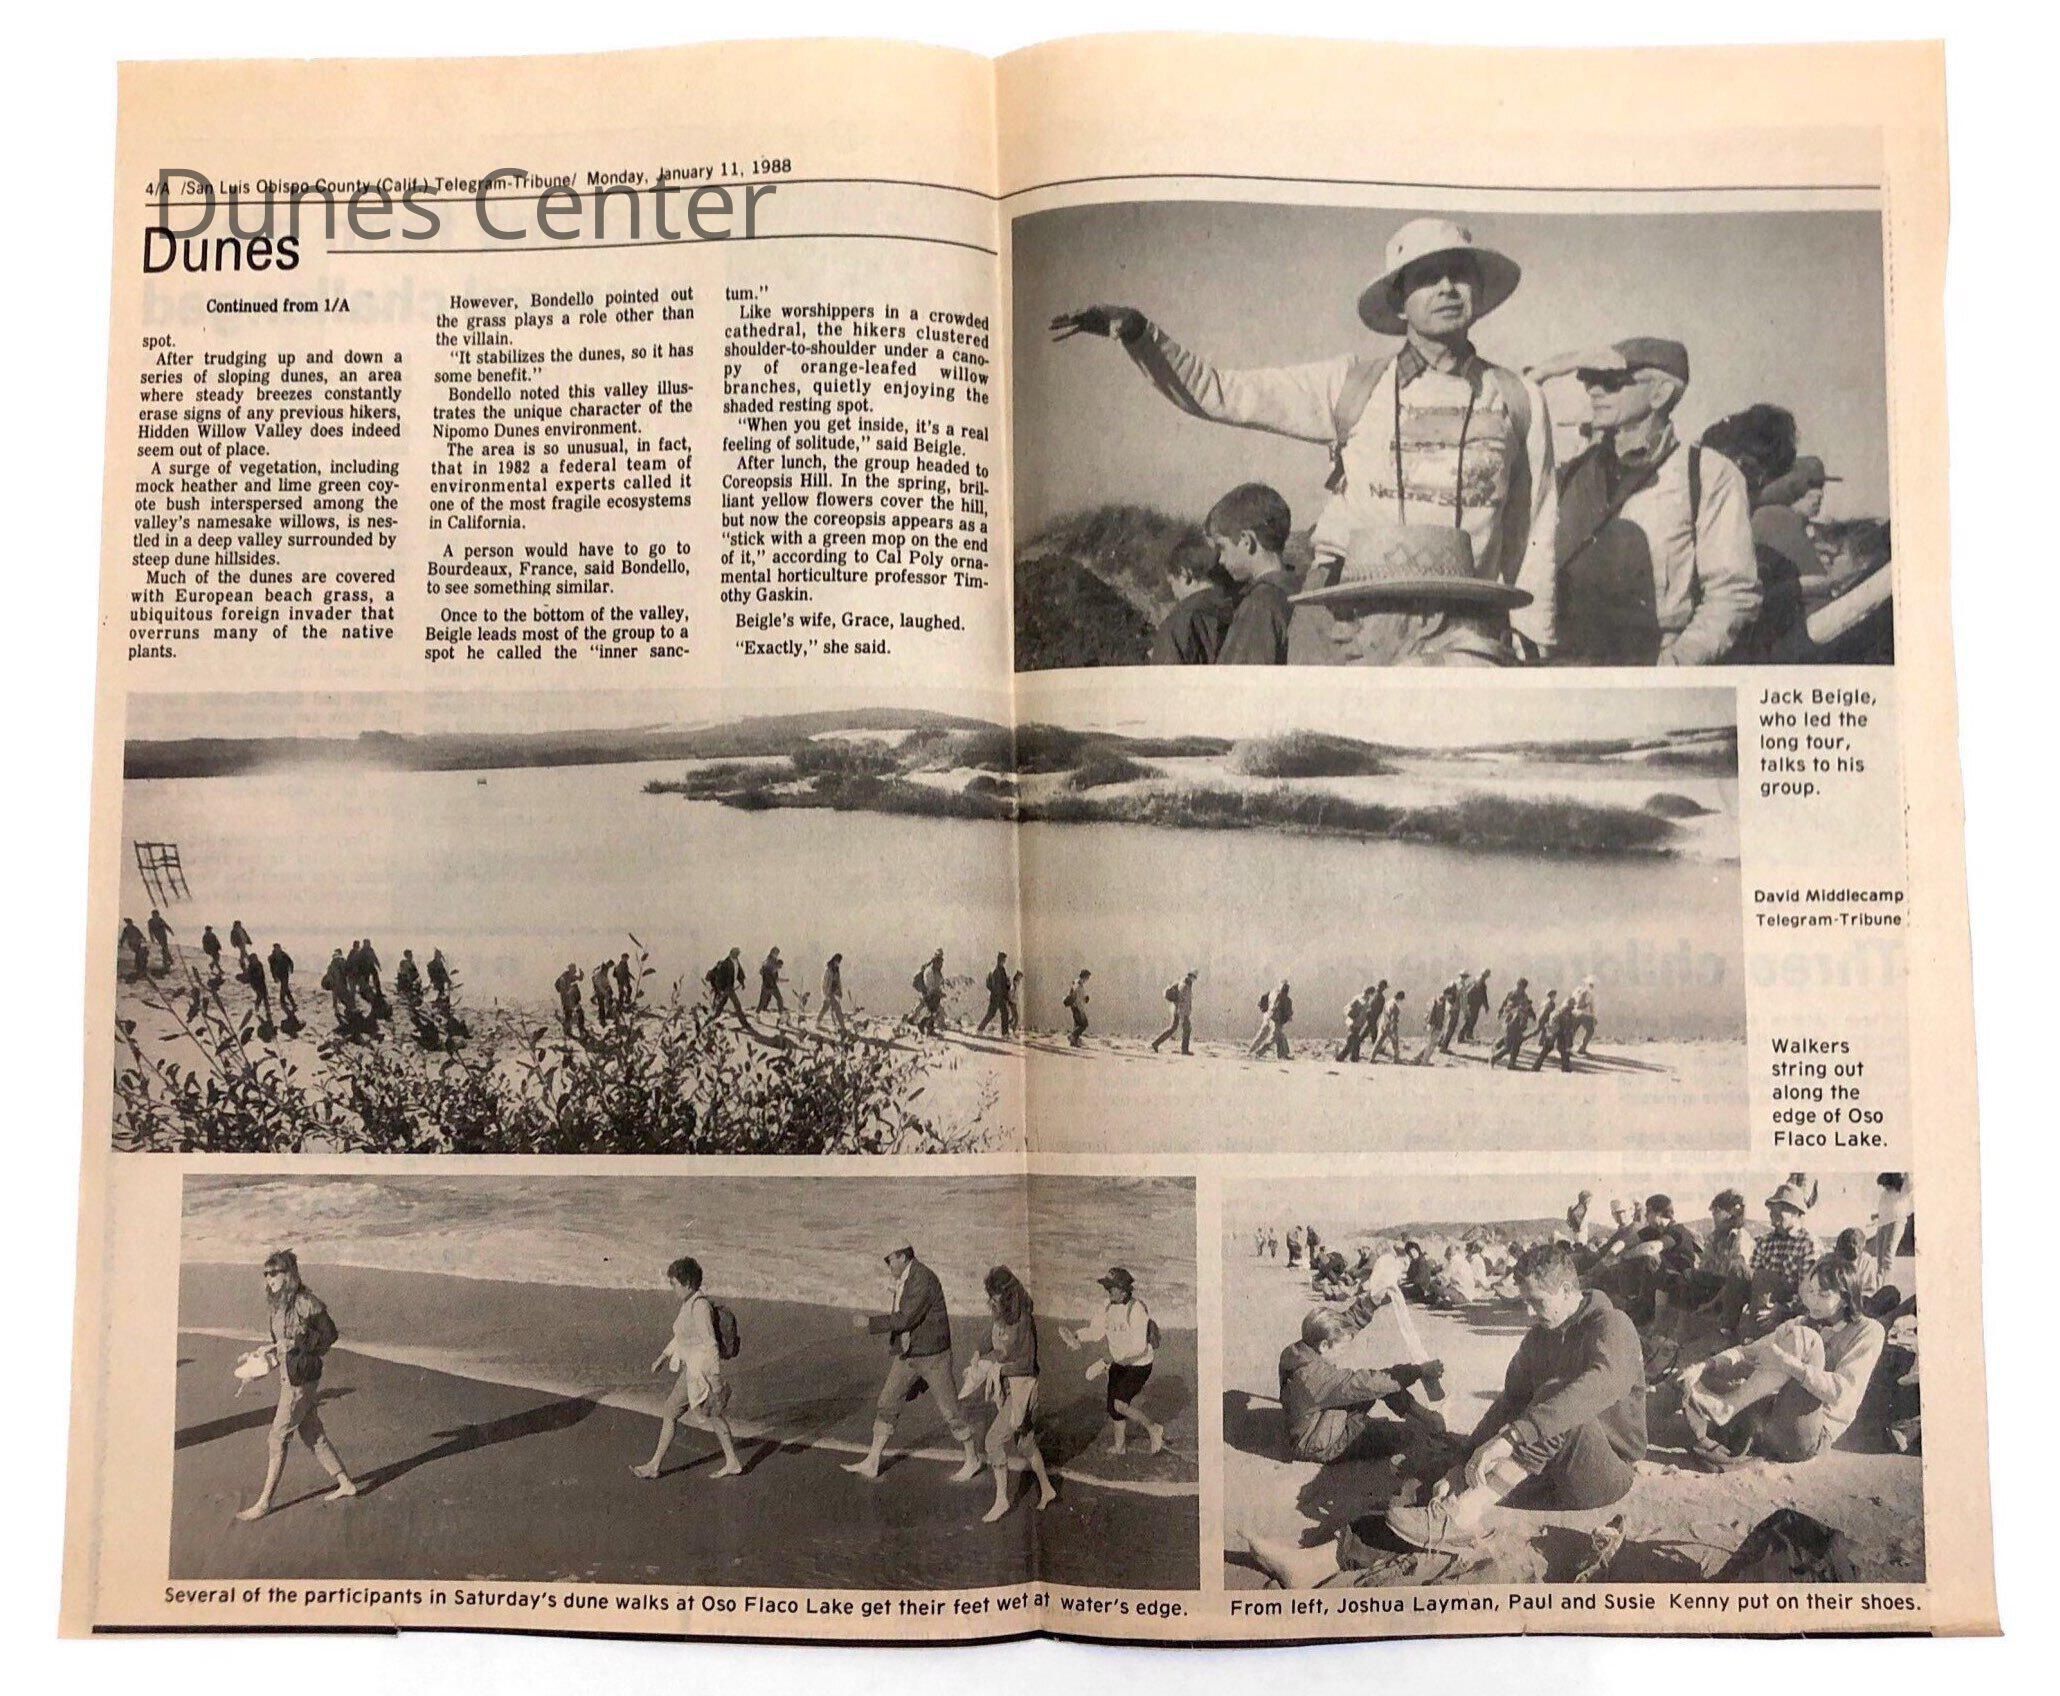 4/A /San Luis Obispo County (Calif.) Telegram-Tribune/ Monday, January 11, 1988
Dunes Center
Dunes
Continued from 1/A
spot.
After trudging up and down a
series of sloping dunes, an area
where steady breezes constantly
erase signs of any previous hikers,
Hidden Willow Valley does indeed
seem out of place.
A surge of vegetation, including
mock heather and lime green coy-
ote bush interspersed among the
valley's namesake willows, is nes-
tled in a deep valley surrounded by
steep dune hillsides.
Much of the dunes are covered
with European beach grass, a
ubiquitous foreign invader that
overruns many of the native
plants.
However, Bondello pointed out
the grass plays a role other than
the villain.
"It stabilizes the dunes, so it has
some benefit."
Bondello noted this valley illus-
trates the unique character of the
Nipomo Dunes environment.
The area is so unusual, in fact,
that in 1982 a federal team of
environmental experts called it
one of the most fragile ecosystems
in California.
A person would have to go to
Bourdeaux, France, said Bondello,
to see something similar.
Once to the bottom of the valley,
Beigle leads most of the group to a
spot he called the "inner sanc-
tum."
Like worshippers in a crowded
cathedral, the hikers clustered
shoulder-to-shoulder under a cano-
py of orange-leafed willow
branches, quietly enjoying the
shaded resting spot.
"When you get inside, it's a real
feeling of solitude," said Beigle.
After lunch, the group headed to
Coreopsis Hill. In the spring, bril-
liant yellow flowers cover the hill,
but now the coreopsis appears as a
"stick with a green mop on the end
of it," according to Cal Poly orna-
mental horticulture professor Tim-
othy Gaskin.
Beigle's wife, Grace, laughed.
"Exactly," she said.
Jack Beigle,
who led the
long tour,
talks to his
group.
David Middlecamp
Telegram-Tribune
Walkers
string out
along the
edge of Oso
Flaco Lake.
Several of the participants in Saturday's dune walks at Oso Flaco Lake get their feet wet at water's edge.
From left, Joshua Layman, Paul and Susie Kenny put on their shoes.